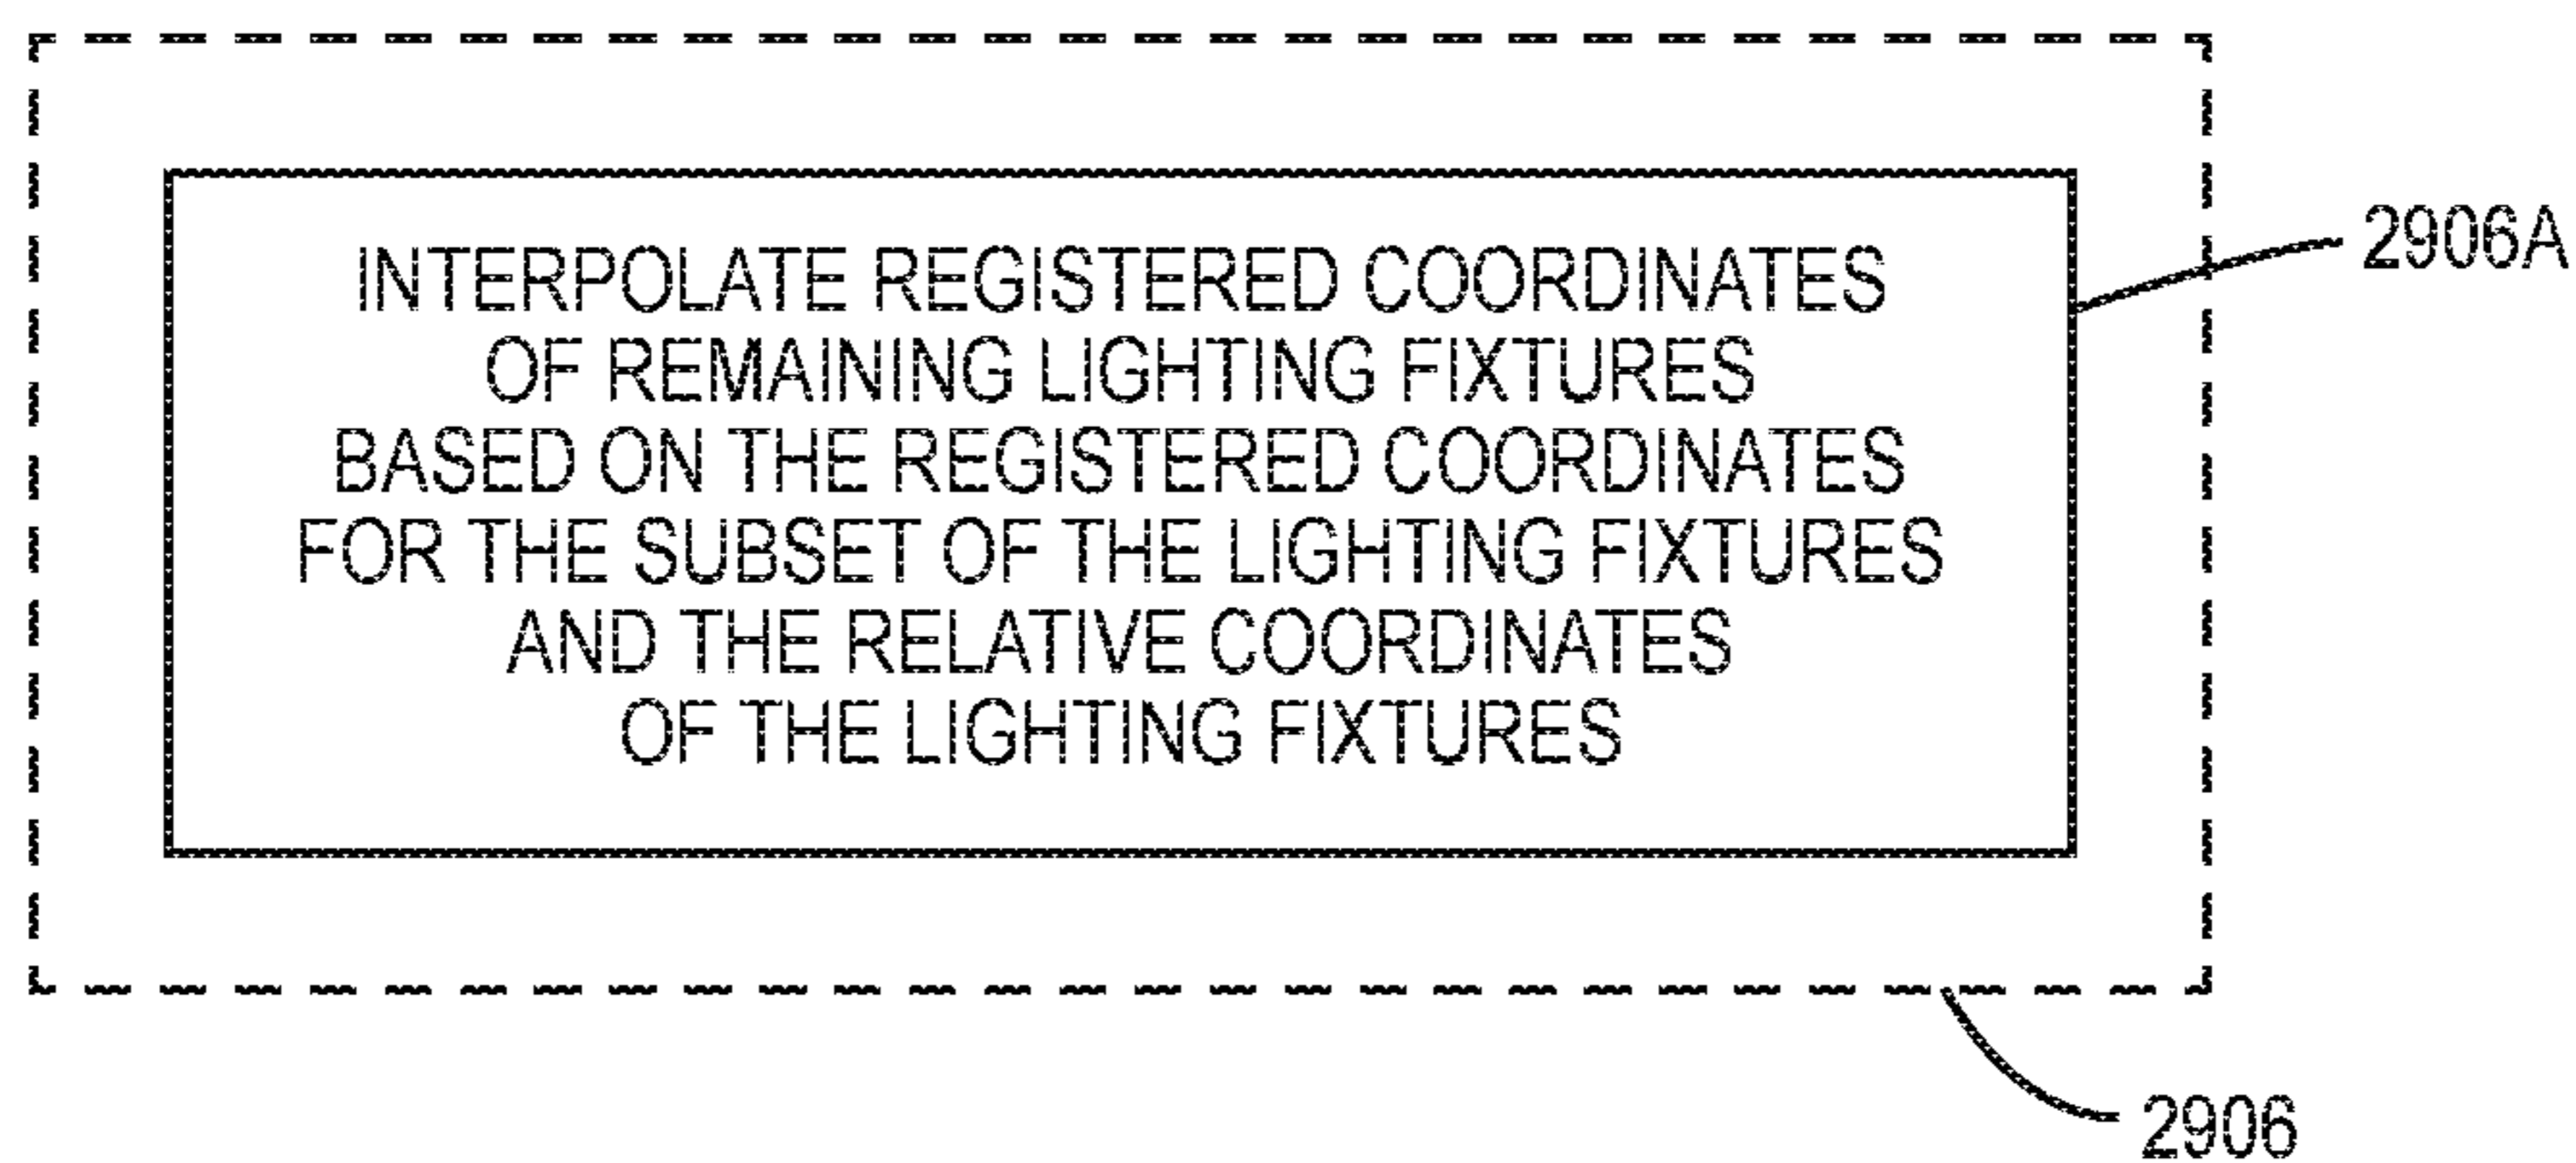 INTERPOLATE REGISTERED COORDINATES
OF REMAINING LIGHTING FIXTURES
BASED ON THE REGISTERED COORDINATES
FOR THE SUBSET OF THE LIGHTING FIXTURES
AND THE RELATIVE COORDINATES
OF THE LIGHTING FIXTURES
2906A
2906